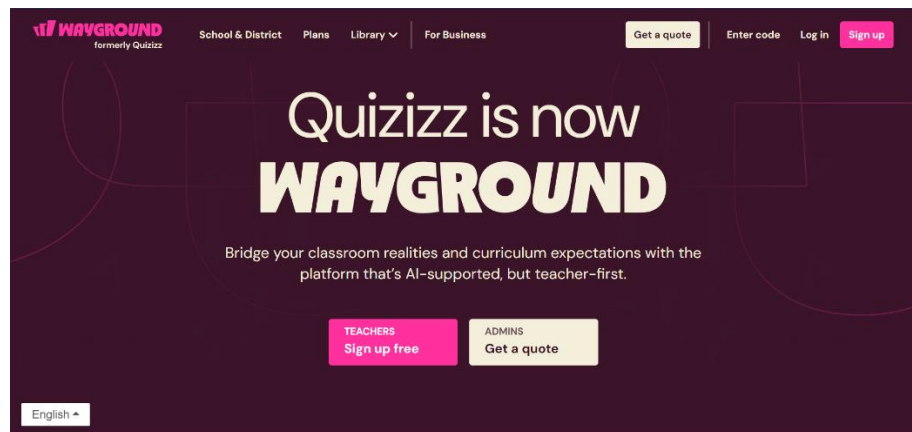 WAYGROUND
formerly Quizizz
School & District Plans Library For Business Get a quote Enter code Log in Sign up
Quizizz is now
WAYGROUND
Bridge your classroom realities and curriculum expectations with the
platform that's AI-supported, but teacher-first.
TEACHERS
Sign up free
ADMINS
Get a quote
English